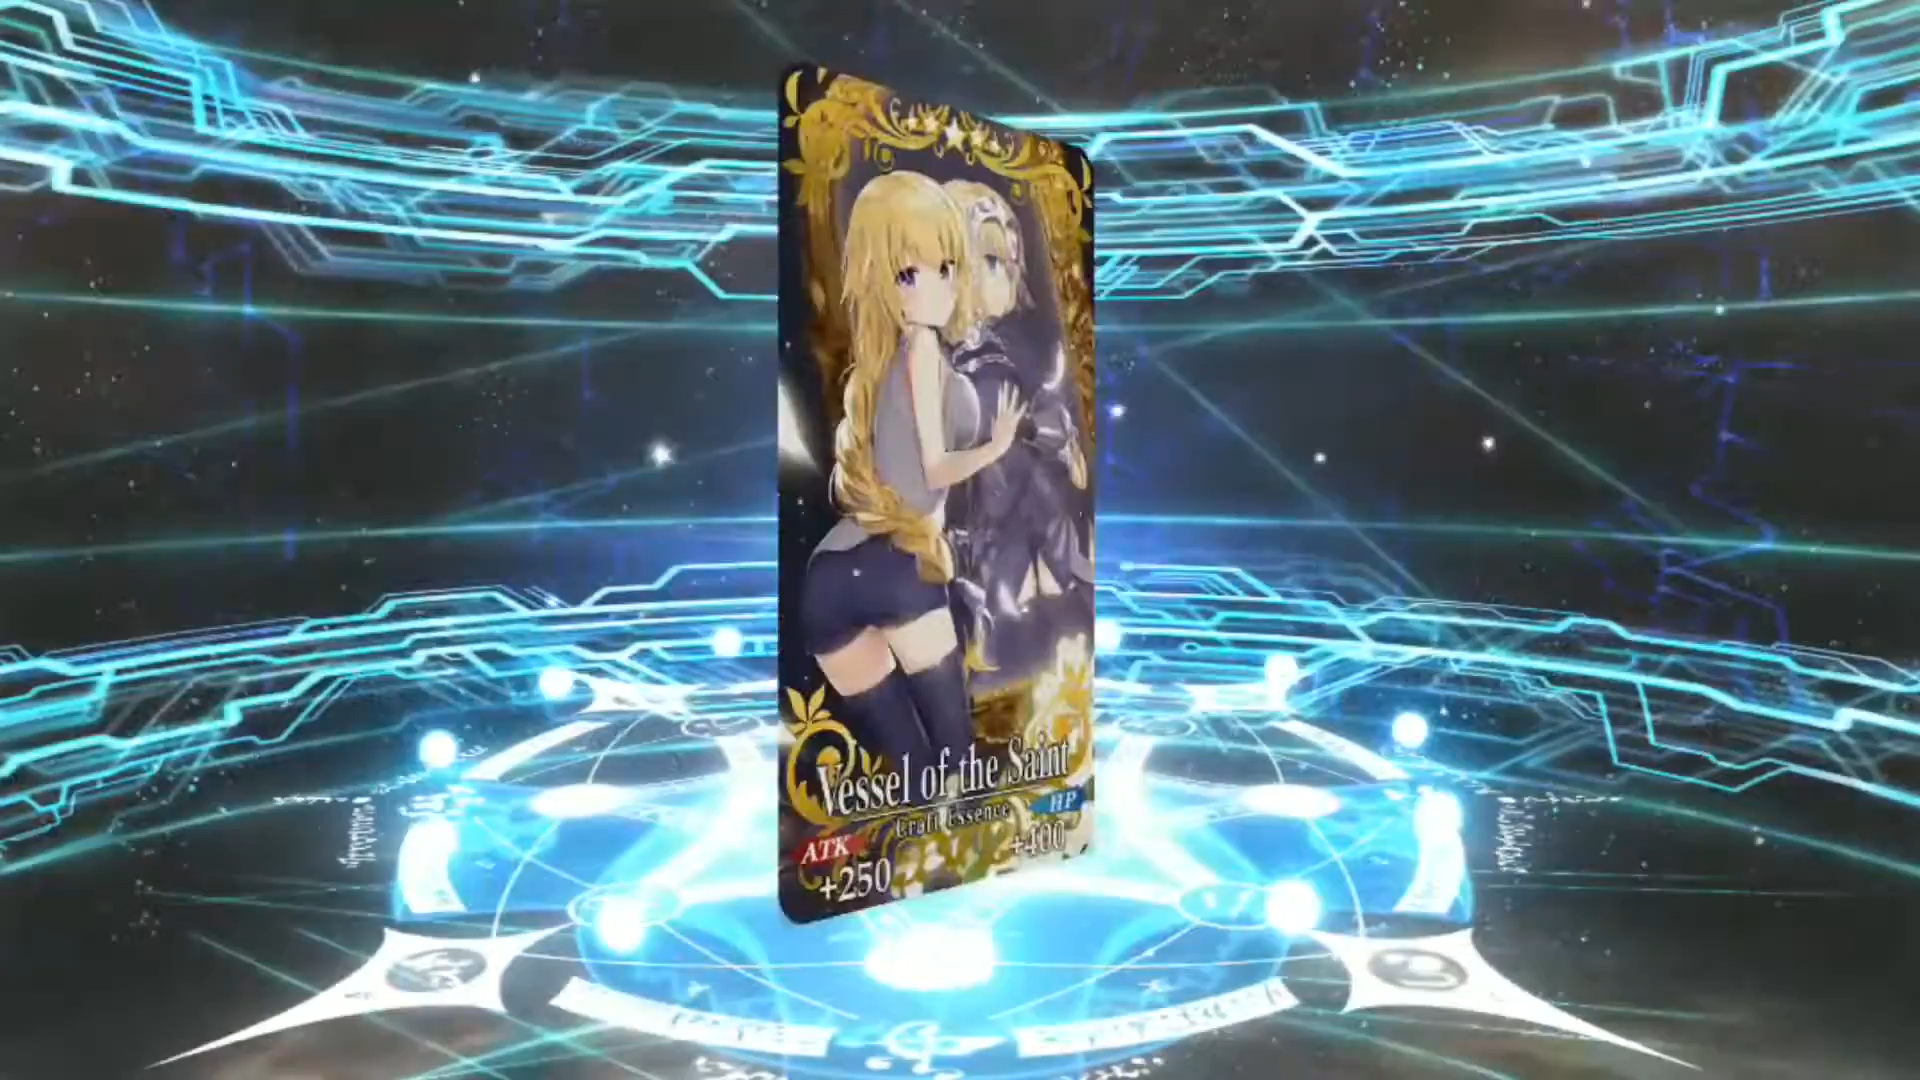 Vessel of the Saint
Craft Essence
ATK
HP
+250
+400